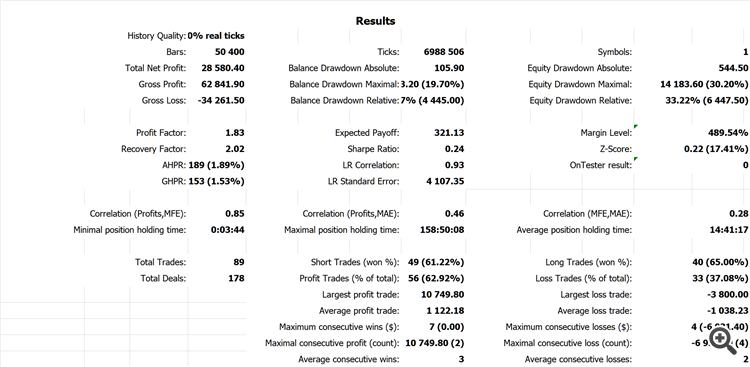 Results
History Quality: 0% real ticks
Bars: 50 400 Ticks: 6988 506 Symbols: 1
Total Net Profit: 28 580.40 Balance Drawdown Absolute: 105.90 Equity Drawdown Absolute: 544.50
Gross Profit: 62 841.90 Balance Drawdown Maximal: 3.20 (19.70%) Equity Drawdown Maximal: 14 183.60 (30.20%)
Gross Loss: -34 261.50 Balance Drawdown Relative: 7% (4 445.00) Equity Drawdown Relative: 33.22% (6 447.50)
Profit Factor: 1.83 Expected Payoff: 321.13 Margin Level: 489.54%
Recovery Factor: 2.02 Sharpe Ratio: 0.24 Z-Score: 0.22 (17.41%)
AHPR: 189 (1.89%) LR Correlation: 0.93 OnTester result: 0
GHPR: 153 (1.53%) LR Standard Error: 4 107.35
Correlation (Profits,MFE): 0.85 Correlation (Profits,MAE): 0.46 Correlation (MFE,MAE): 0.28
Minimal position holding time: 0:03:44 Maximal position holding time: 158:50:08 Average position holding time: 14:41:17
Total Trades: 89 Short Trades (won %): 49 (61.22%) Long Trades (won %): 40 (65.00%)
Total Deals: 178 Profit Trades (% of total): 56 (62.92%) Loss Trades (% of total): 33 (37.08%)
Largest profit trade: 10 749.80 Largest loss trade: -3 800.00
Average profit trade: 1 122.18 Average loss trade: -1 038.23
Maximum consecutive wins ($): 7 (0.00) Maximum consecutive losses ($): 4
Maximal consecutive profit (count): 10 749.80 (2) Maximal consecutive loss (count): (4)
Average consecutive wins: 3 Average consecutive losses: 2